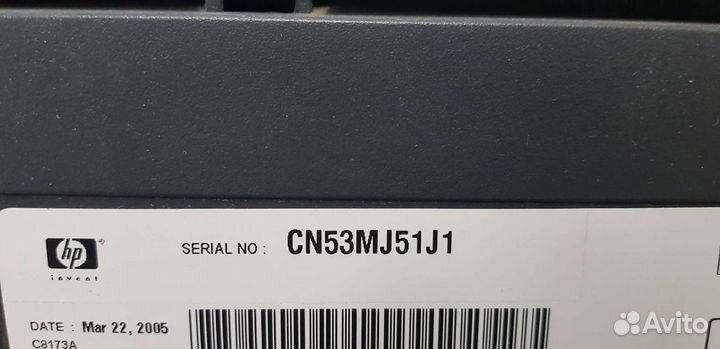 hp®
invent
SERIAL NO : CN53MJ51J1
DATE : Mar 22, 2005
C8173A
Avito